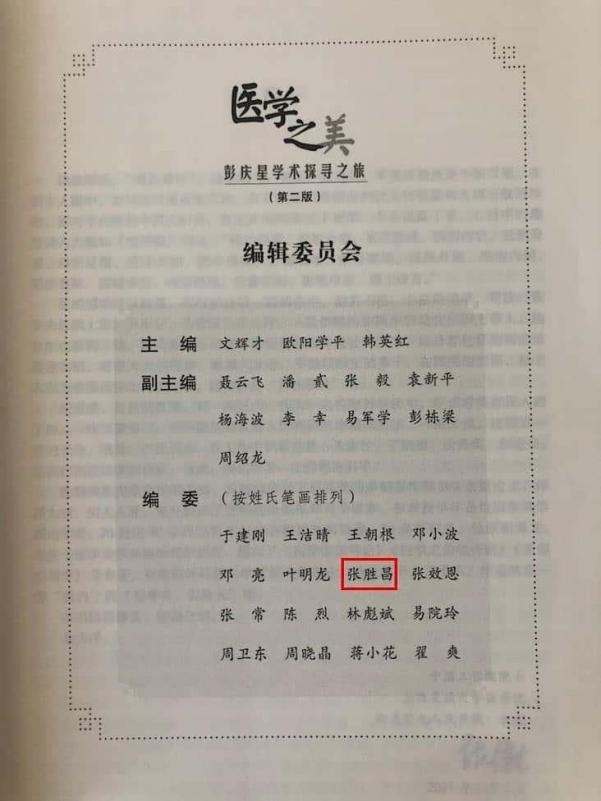 医学之美
彭庆星学术探寻之旅
（第二版）
编辑委员会
主 编 文辉才 欧阳学平 韩英红
副主编 聂云飞 潘 贰 张 毅 袁新平
杨海波 李 幸 易军学 彭栋梁
周绍龙
编 委 （按姓氏笔画排列）
于建刚 王洁晴 王朝根 邓小波
邓 亮 叶明龙 张胜昌 张效恩
张 常 陈 烈 林彪斌 易院玲
周卫东 周晓晶 蒋小花 翟 爽